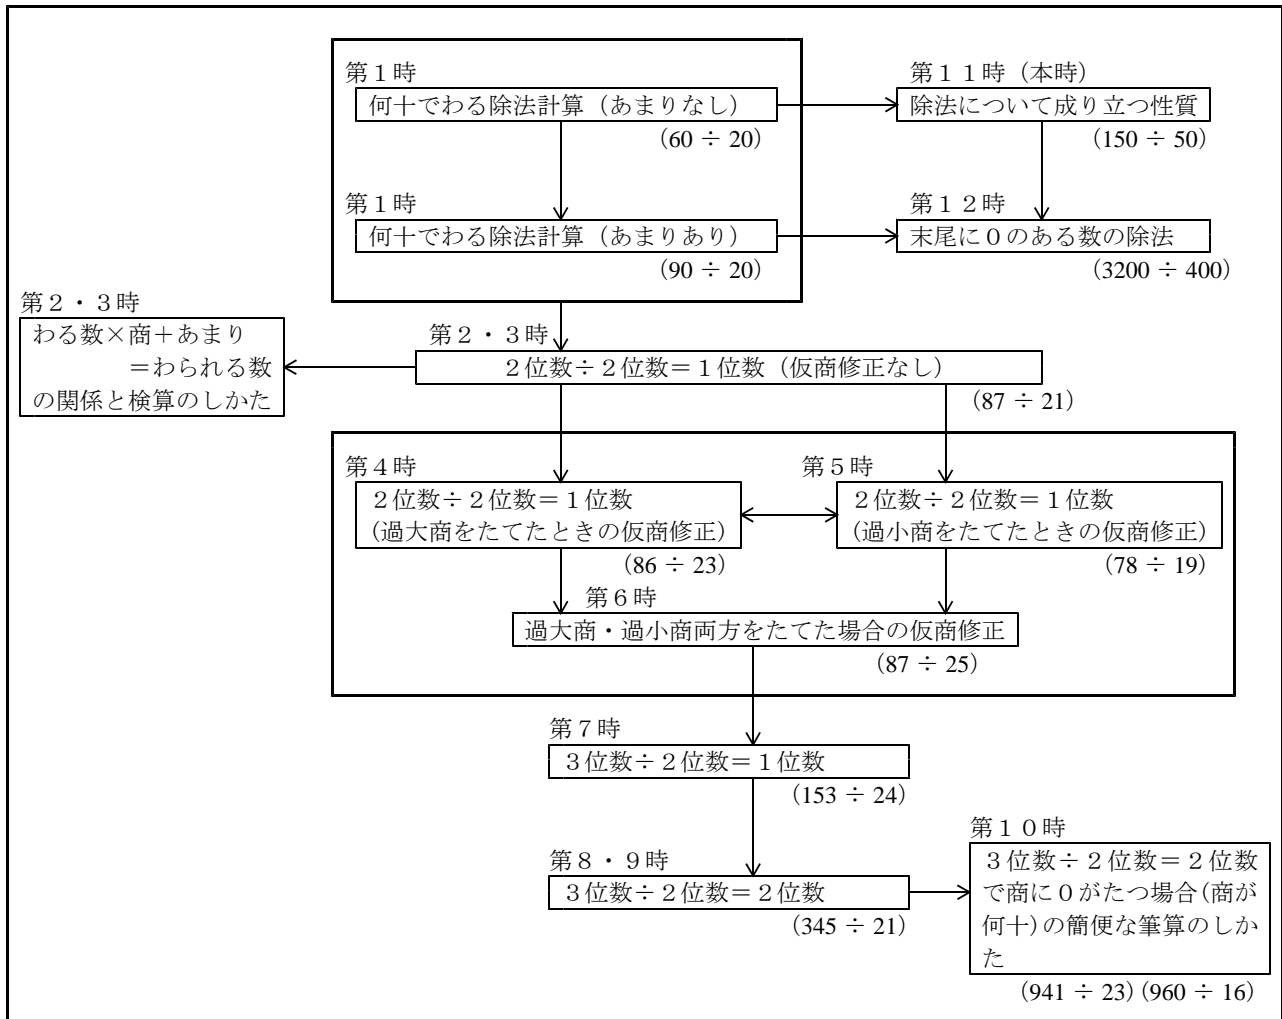 第1時
何十でわる除法計算（あまりなし）
(60 ÷ 20)
第11時（本時）
除法について成り立つ性質
(150 ÷ 50)
第1時
何十でわる除法計算（あまりあり）
(90 ÷ 20)
第12時
末尾に0のある数の除法
(3200 ÷ 400)
第2・3時
わる数×商＋あまり
＝わられる数
の関係と検算のしかた
第2・3時
2位数÷2位数＝1位数（仮商修正なし）
(87 ÷ 21)
第4時
2位数÷2位数＝1位数
(過大商をたてたときの仮商修正)
(86 ÷ 23)
第5時
2位数÷2位数＝1位数
(過小商をたてたときの仮商修正)
(78 ÷ 19)
第6時
過大商・過小商両方をたてた場合の仮商修正
(87 ÷ 25)
第7時
3位数÷2位数＝1位数
(153 ÷ 24)
第8・9時
3位数÷2位数＝2位数
(345 ÷ 21)
第10時
3位数÷2位数＝2位数
で商に0がたつ場合(商が
何十)の簡便な筆算のしか
た
(941 ÷ 23) (960 ÷ 16)